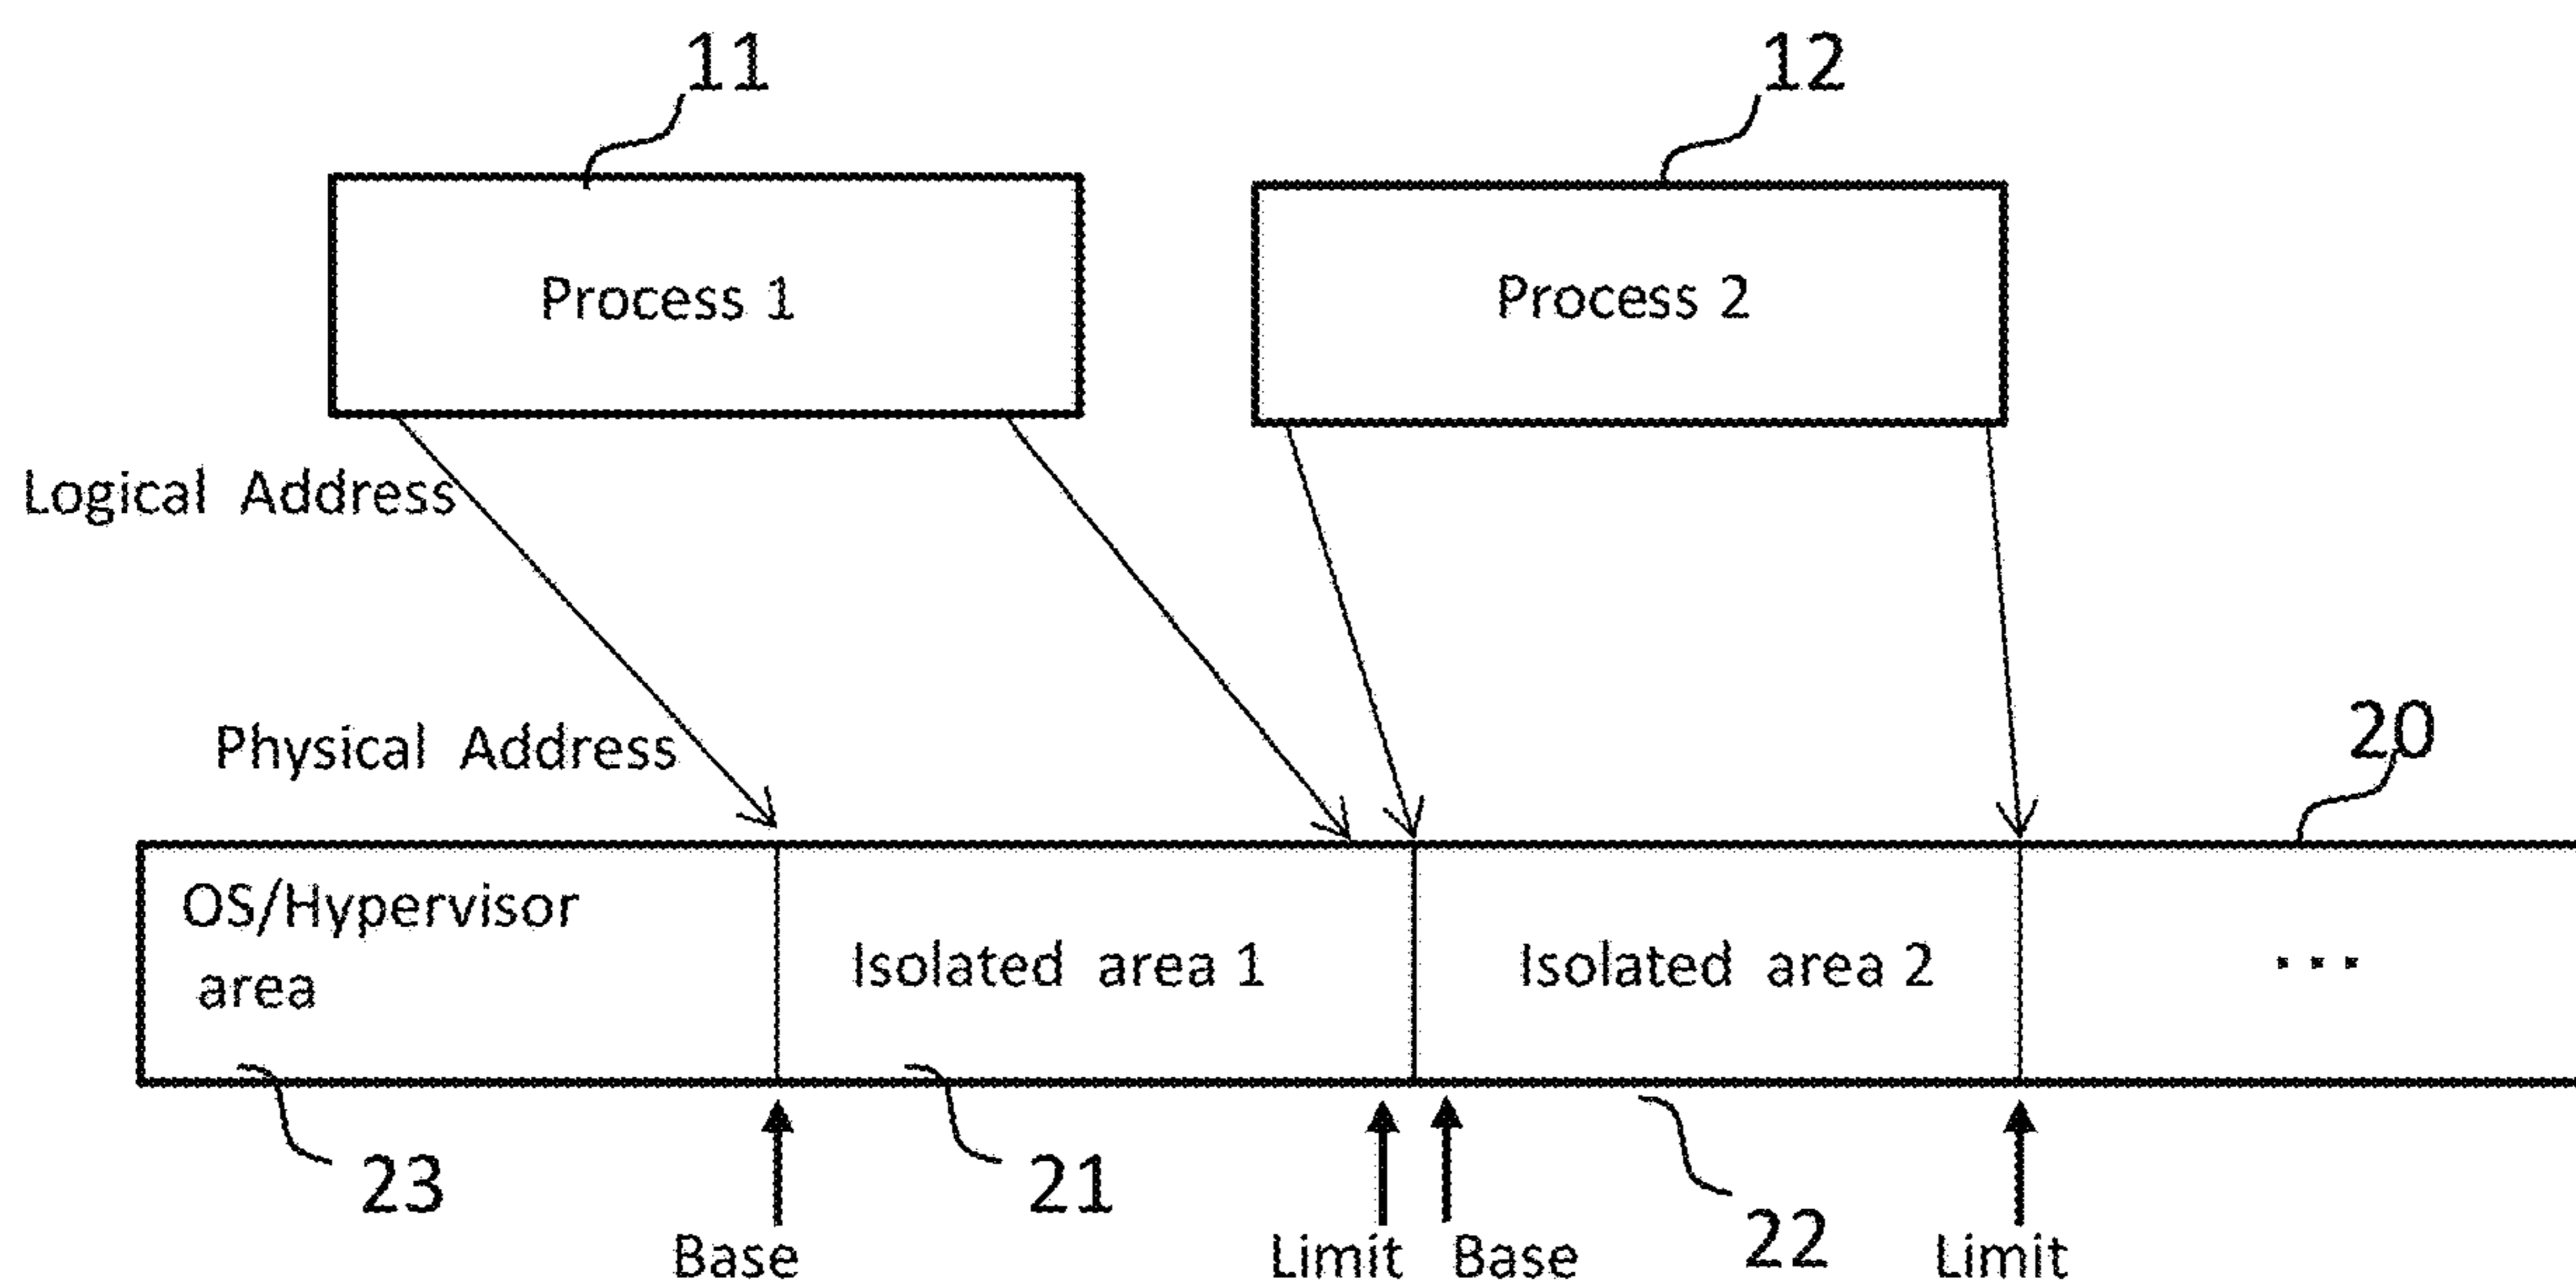 11
12
Process 1
Process 2
Logical Address
Physical Address
20
OS/Hypervisor
area
Isolated area 1
Isolated area 2
...
23
21
22
Base
Limit
Base
Limit